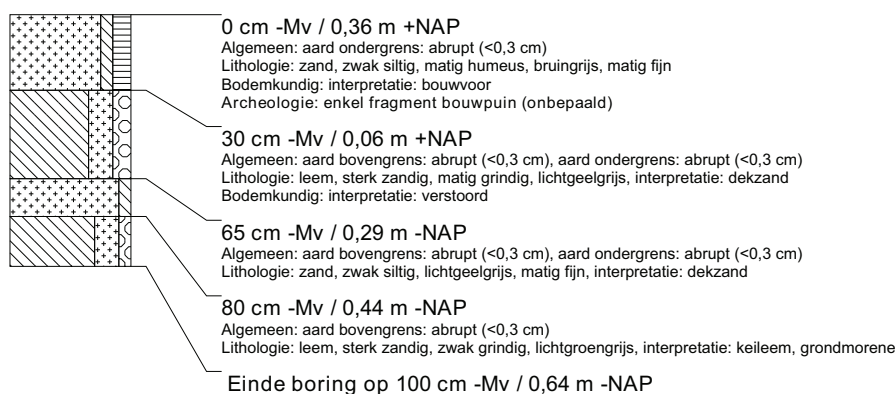 0 cm -Mv / 0,36 m +NAP
Algemeen: aard ondergrens: abrupt (<0,3 cm)
Lithologie: zand, zwak siltig, matig humeus, bruingrijs, matig fijn
Bodemkundig: interpretatie: bouwvoor
Archeologie: enkel fragment bouwpuin (onbepaald)
30 cm -Mv / 0,06 m +NAP
Algemeen: aard bovengrens: abrupt (<0,3 cm), aard ondergrens: abrupt (<0,3 cm)
Lithologie: leem, sterk zandig, matig grindig, lichtgeelgrijs, interpretatie: dekzand
Bodemkundig: interpretatie: verstoord
65 cm -Mv / 0,29 m -NAP
Algemeen: aard bovengrens: abrupt (<0,3 cm), aard ondergrens: abrupt (<0,3 cm)
Lithologie: zand, zwak siltig, lichtgeelgrijs, matig fijn, interpretatie: dekzand
80 cm -Mv / 0,44 m -NAP
Algemeen: aard bovengrens: abrupt (<0,3 cm)
Lithologie: leem, sterk zandig, zwak grindig, lichtgroengrijs, interpretatie: keileem, grondmorene
Einde boring op 100 cm -Mv / 0,64 m -NAP